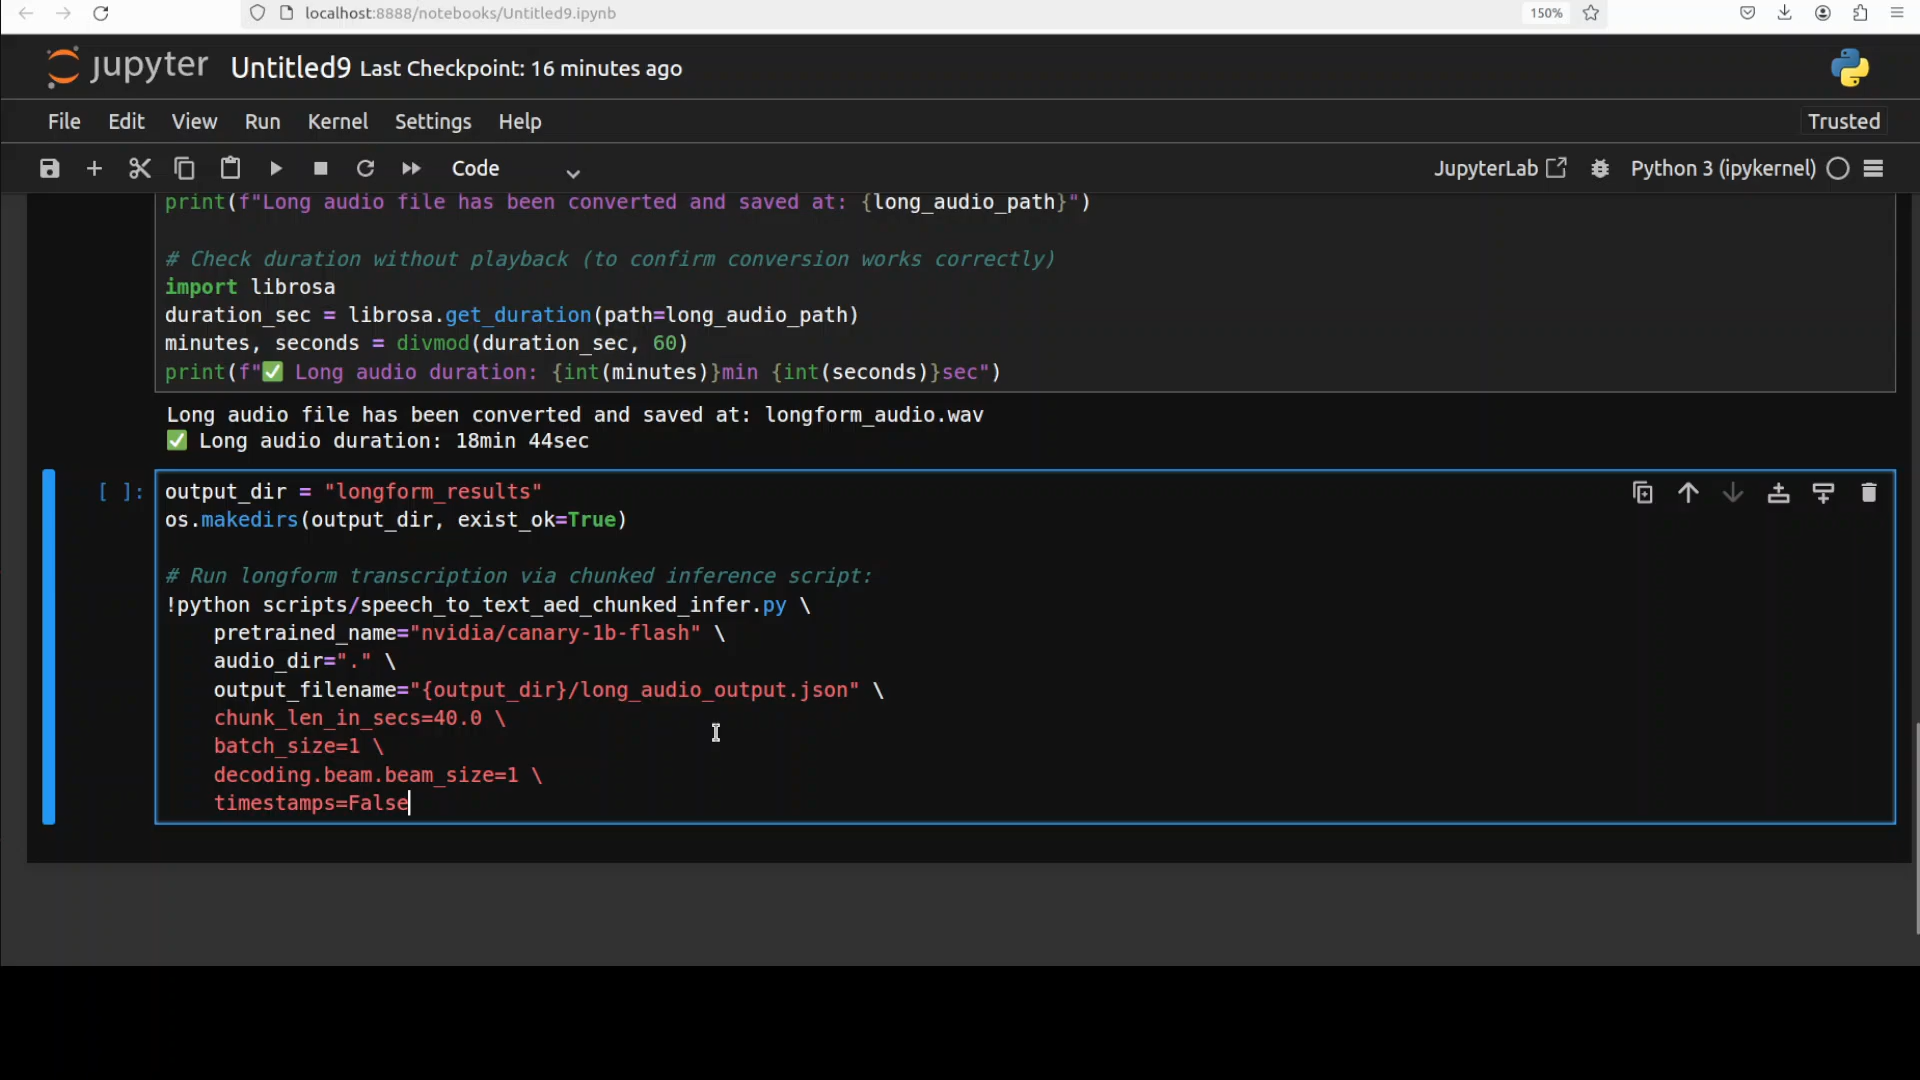 localhost:8888/notebooks/Untitled9.ipynb
150%
jupyter Untitled9 Last Checkpoint: 16 minutes ago
File Edit View Run Kernel Settings Help
Trusted
Code
JupyterLab
Python 3 (ipykernel)
print(f"Long audio file has been converted and saved at: {long_audio_path}")
# Check duration without playback (to confirm conversion works correctly)
import librosa
duration_sec = librosa.get_duration(path=long_audio_path)
minutes, seconds = divmod(duration_sec, 60)
print(f"✅ Long audio duration: {int(minutes)}min {int(seconds)}sec")
Long audio file has been converted and saved at: longform_audio.wav
✅ Long audio duration: 18min 44sec
[ ]:
output_dir = "longform_results"
os.makedirs(output_dir, exist_ok=True)
# Run longform transcription via chunked inference script:
!python scripts/speech_to_text_aed_chunked_infer.py \
    pretrained_name="nvidia/canary-1b-flash" \
    audio_dir="." \
    output_filename="{output_dir}/long_audio_output.json" \
    chunk_len_in_secs=40.0 \
    batch_size=1 \
    decoding.beam.beam_size=1 \
    timestamps=False